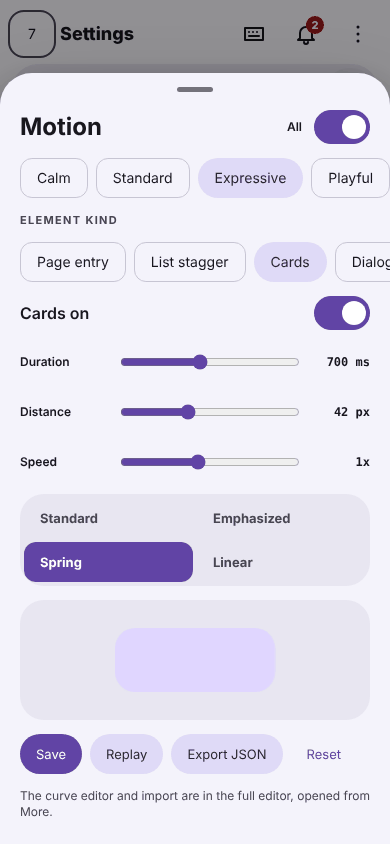 7 Settings 2
Motion All
Calm Standard Expressive Playful
ELEMENT KIND
Page entry List stagger Cards Dialog
Cards on
Duration 700 ms
Distance 42 px
Speed 1x
Standard Emphasized
Spring Linear
Save Replay Export JSON Reset
The curve editor and import are in the full editor, opened from
More.